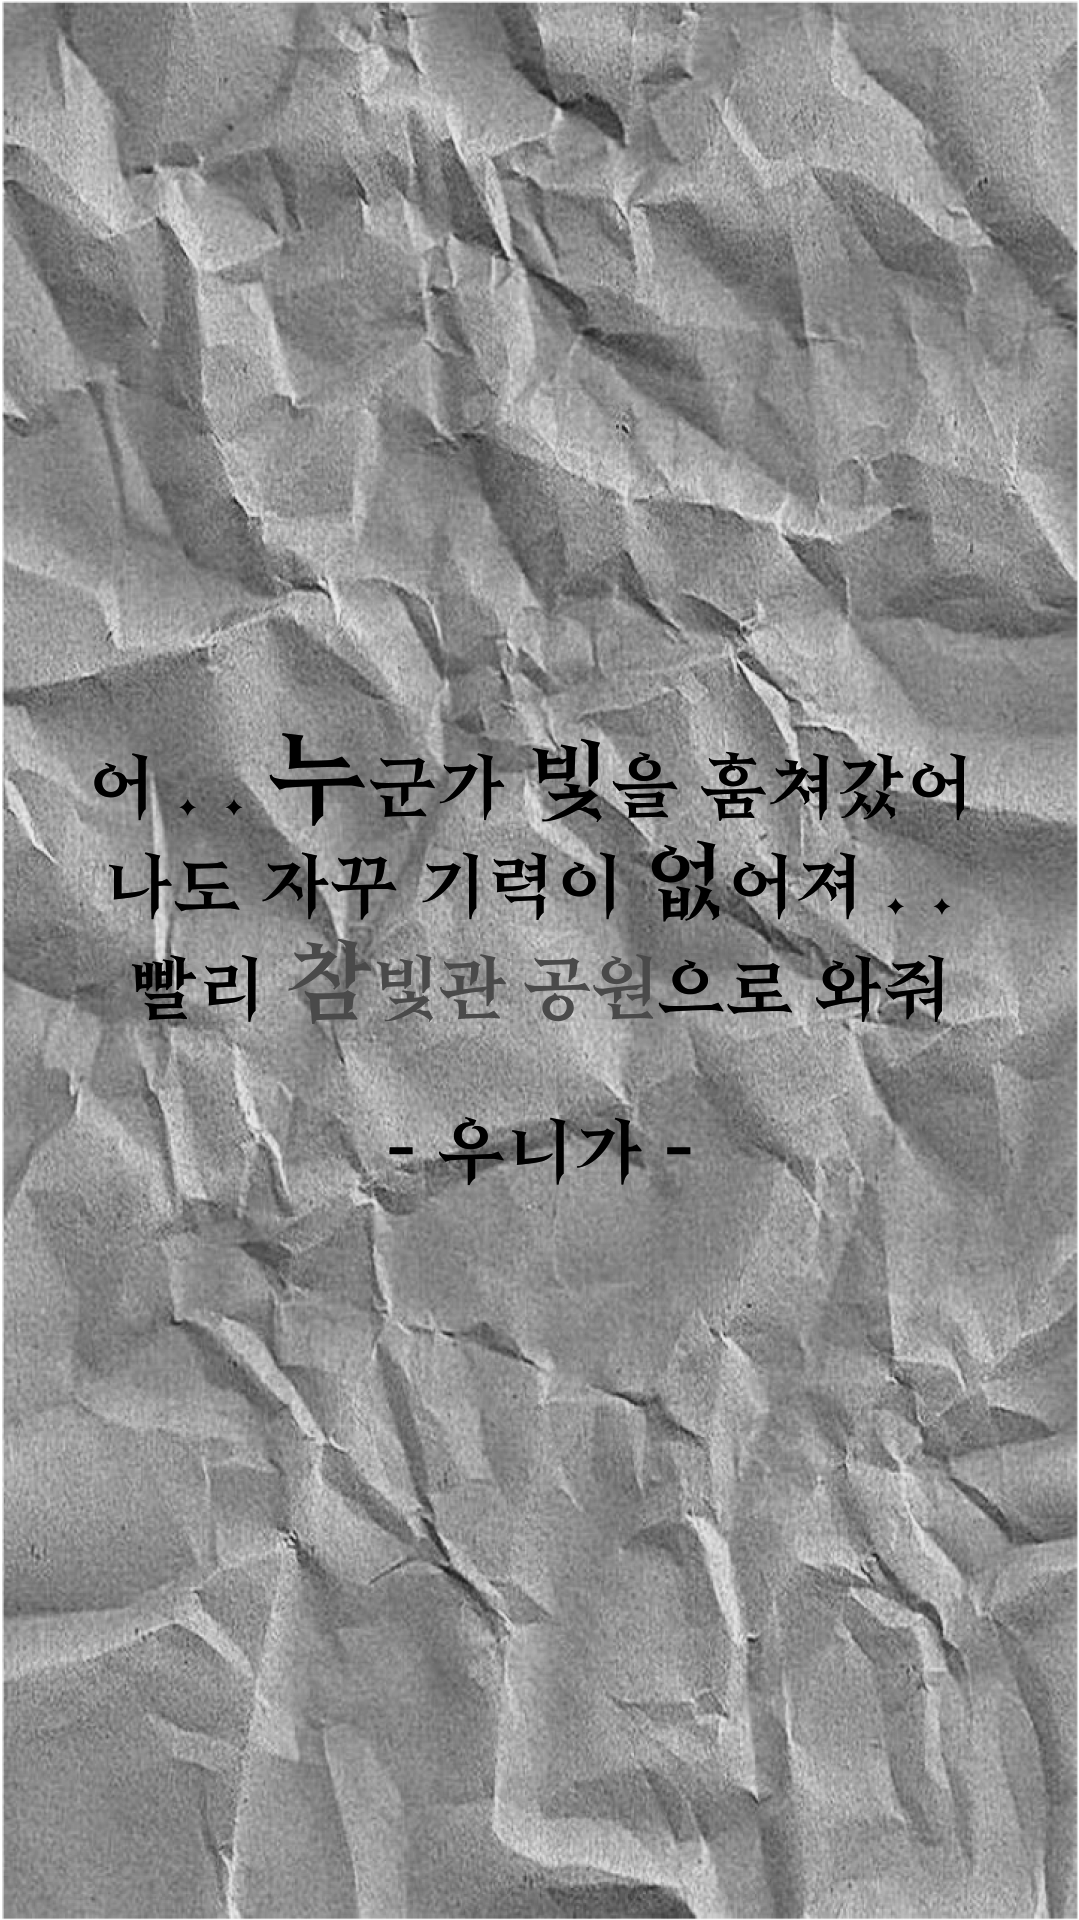 어 . . 누군가 빛을 훔쳐갔어
나도 자꾸 기력이 없어져 . .
빨리 참빛관 공원으로 와줘
- 우니가 -